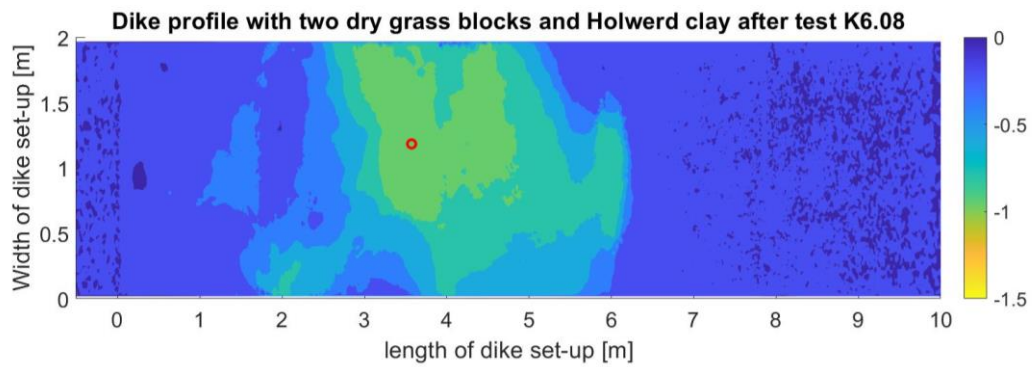 Dike profile with two dry grass blocks and Holwerd clay after test K6.08
2
1.5
1
0.5
0
Width of dike set-up [m]
0 1 2 3 4 5 6 7 8 9 10
length of dike set-up [m]
0
-0.5
-1
-1.5